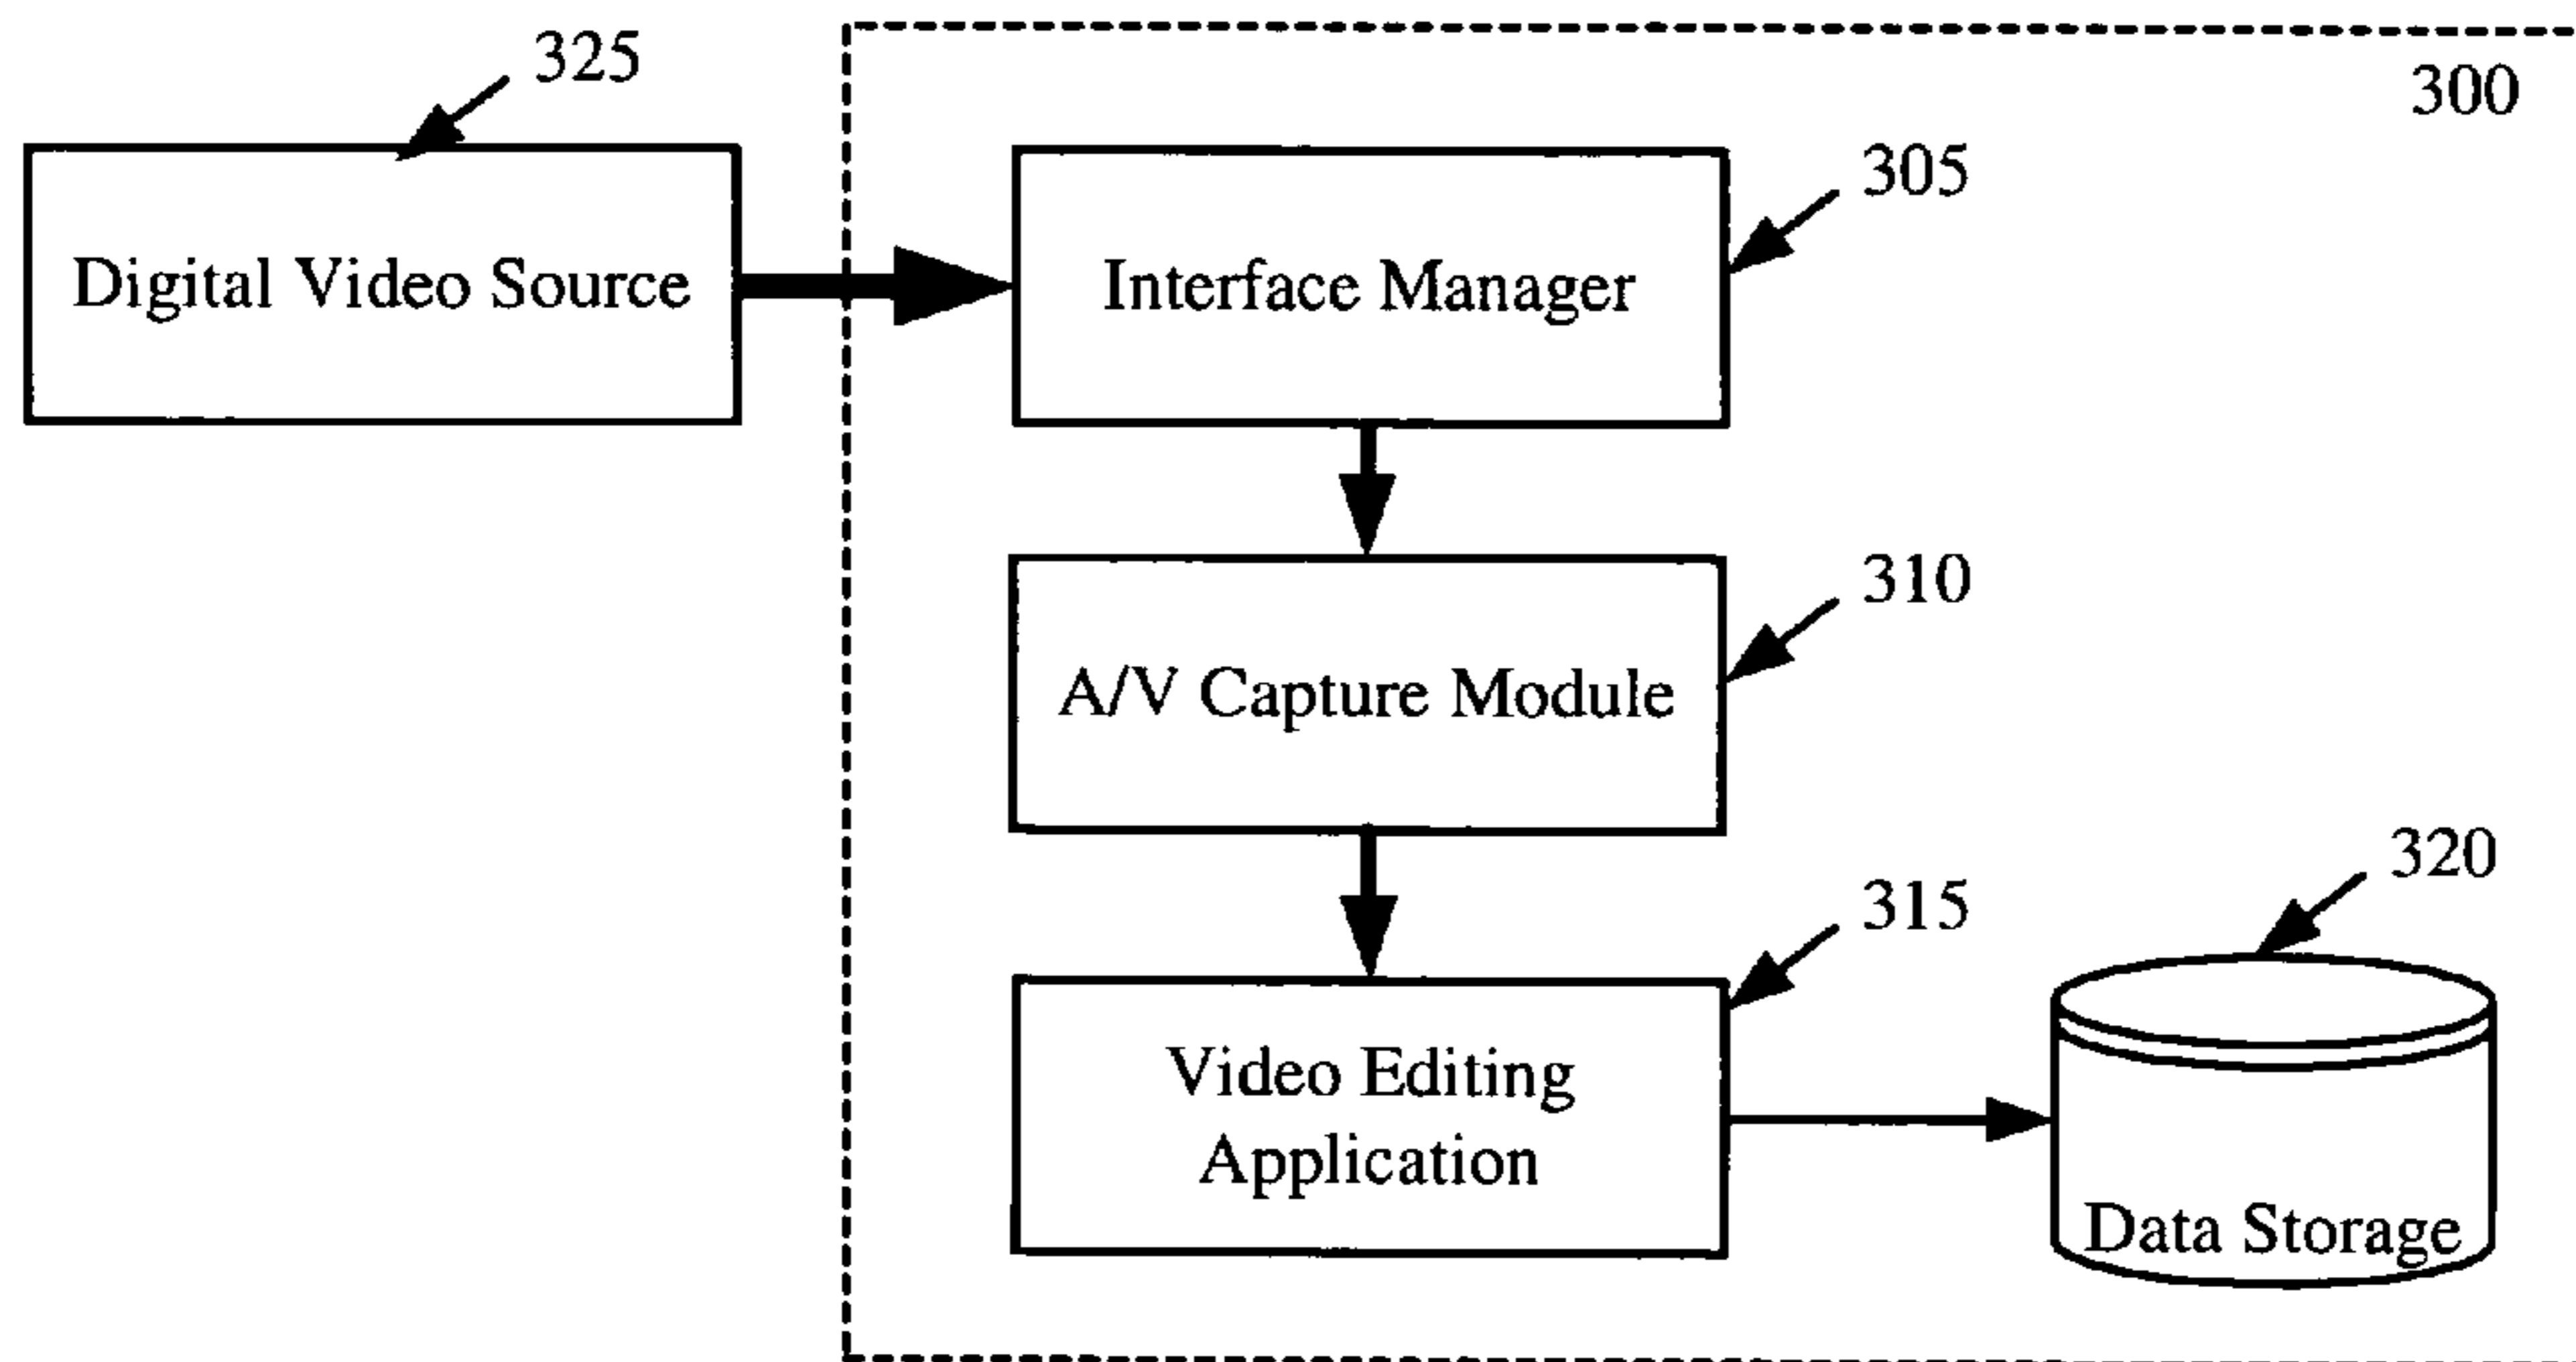 325
300
Digital Video Source
Interface Manager
305
A/V Capture Module
310
Video Editing
Application
315
320
Data Storage